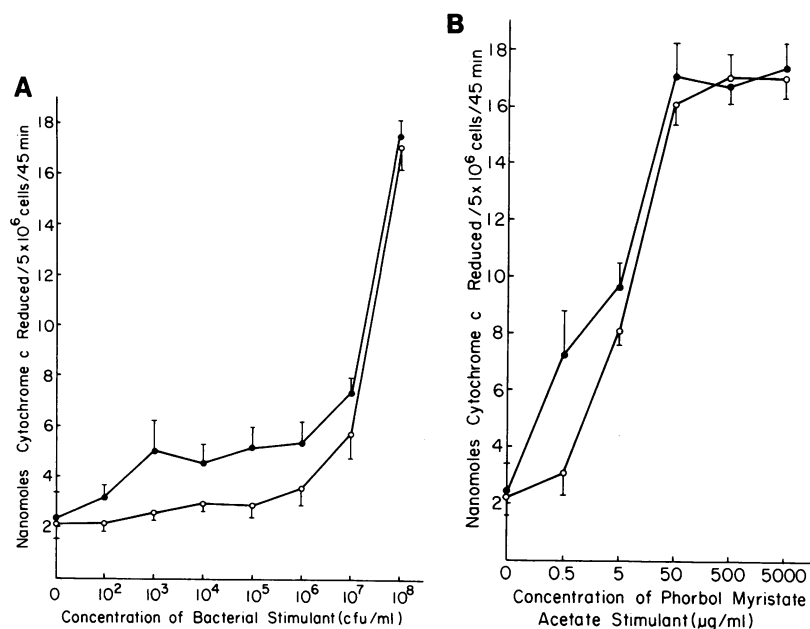 A
Nanomoles Cytochrome c Reduced/5x10⁶ cells/45 min
18
16
14
12
10
8
6
4
2
0 10² 10³ 10⁴ 10⁵ 10⁶ 10⁷ 10⁸
Concentration of Bacterial Stimulant (cfu/ml)
B
Nanomoles Cytochrome c Reduced/5x10⁶ cells/45 min
18
16
14
12
10
8
6
4
2
0 0.5 5 50 500 5000
Concentration of Phorbol Myristate
Acetate Stimulant (µg/ml)